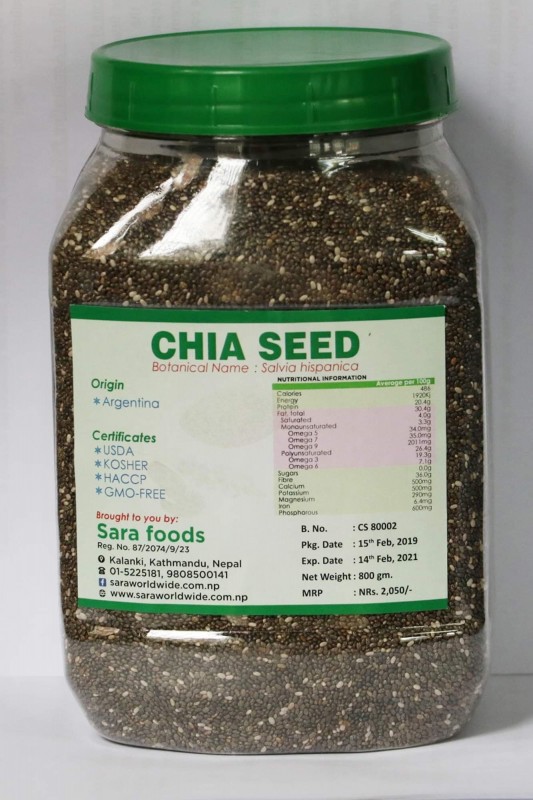 CHIA SEED
Botanical Name : Salvia hispanica
Origin
*Argentina
Certificates
*USDA
*KOSHER
*HACCP
*GMO-FREE
Brought to you by:
Sara foods
Reg. No. 87/2074/9/23
Kalanki, Kathmandu, Nepal
01-5225181, 9808500141
saraworldwide.com.np
www.saraworldwide.com.np
NUTRITIONAL INFORMATION
Average per 100g
Calories 486
Energy 1920Kj
Protein 20.4g
Fat, total 30.4g
Saturated 4.0g
Monounsaturated 3.3g
Omega 5 34.0mg
Omega 7 35.0mg
Omega 9 2011mg
Polyunsaturated 26.4g
Omega 3 19.3g
Omega 6 7.1g
Sugars 0.0g
Fibre 36.0g
Calcium 500mg
Potassium 500mg
Magnesium 290mg
Iron 6.4mg
Phosphorous 600mg
B. No. : CS 80002
Pkg. Date : 15th Feb, 2019
Exp. Date : 14th Feb, 2021
Net Weight : 800 gm.
MRP : NRs. 2,050/-